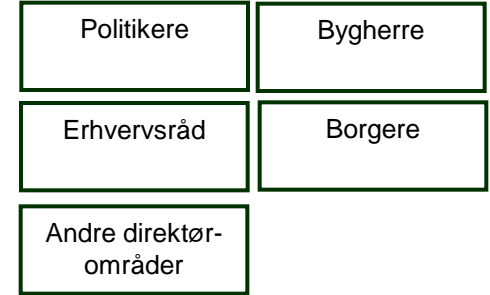 Politikere
Bygherre
Erhvervsråd
Borgere
Andre direktør-
områder